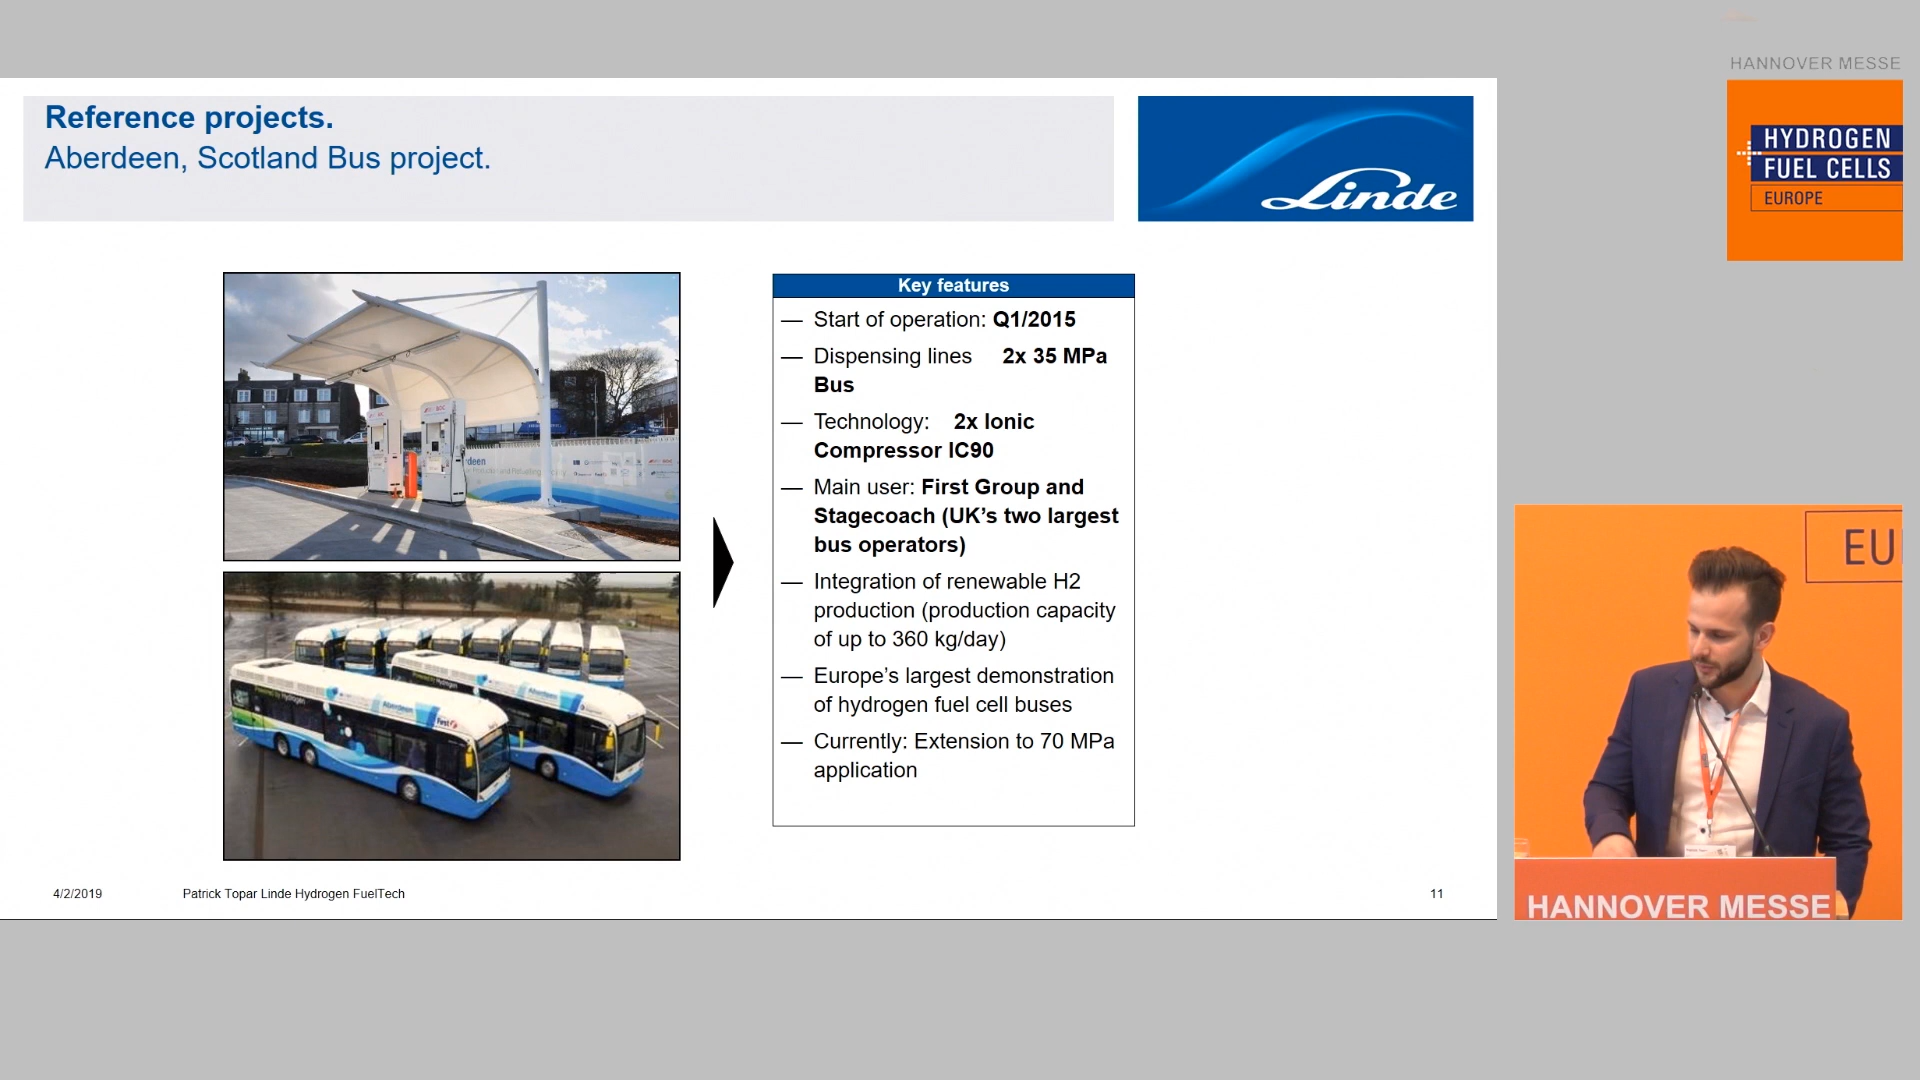 HANNOVER MESSE
HYDROGEN
FUEL CELLS
EUROPE
Reference projects.
Aberdeen, Scotland Bus project.
Linde
Key features
— Start of operation: Q1/2015
— Dispensing lines 2x 35 MPa
Bus
— Technology: 2x Ionic
Compressor IC90
— Main user: First Group and
Stagecoach (UK’s two largest
bus operators)
— Integration of renewable H2
production (production capacity
of up to 360 kg/day)
— Europe’s largest demonstration
of hydrogen fuel cell buses
— Currently: Extension to 70 MPa
application
Aberdeen
First
Aberdeen
EU
HANNOVER MESSE
4/2/2019
Patrick Topar Linde Hydrogen FuelTech
11